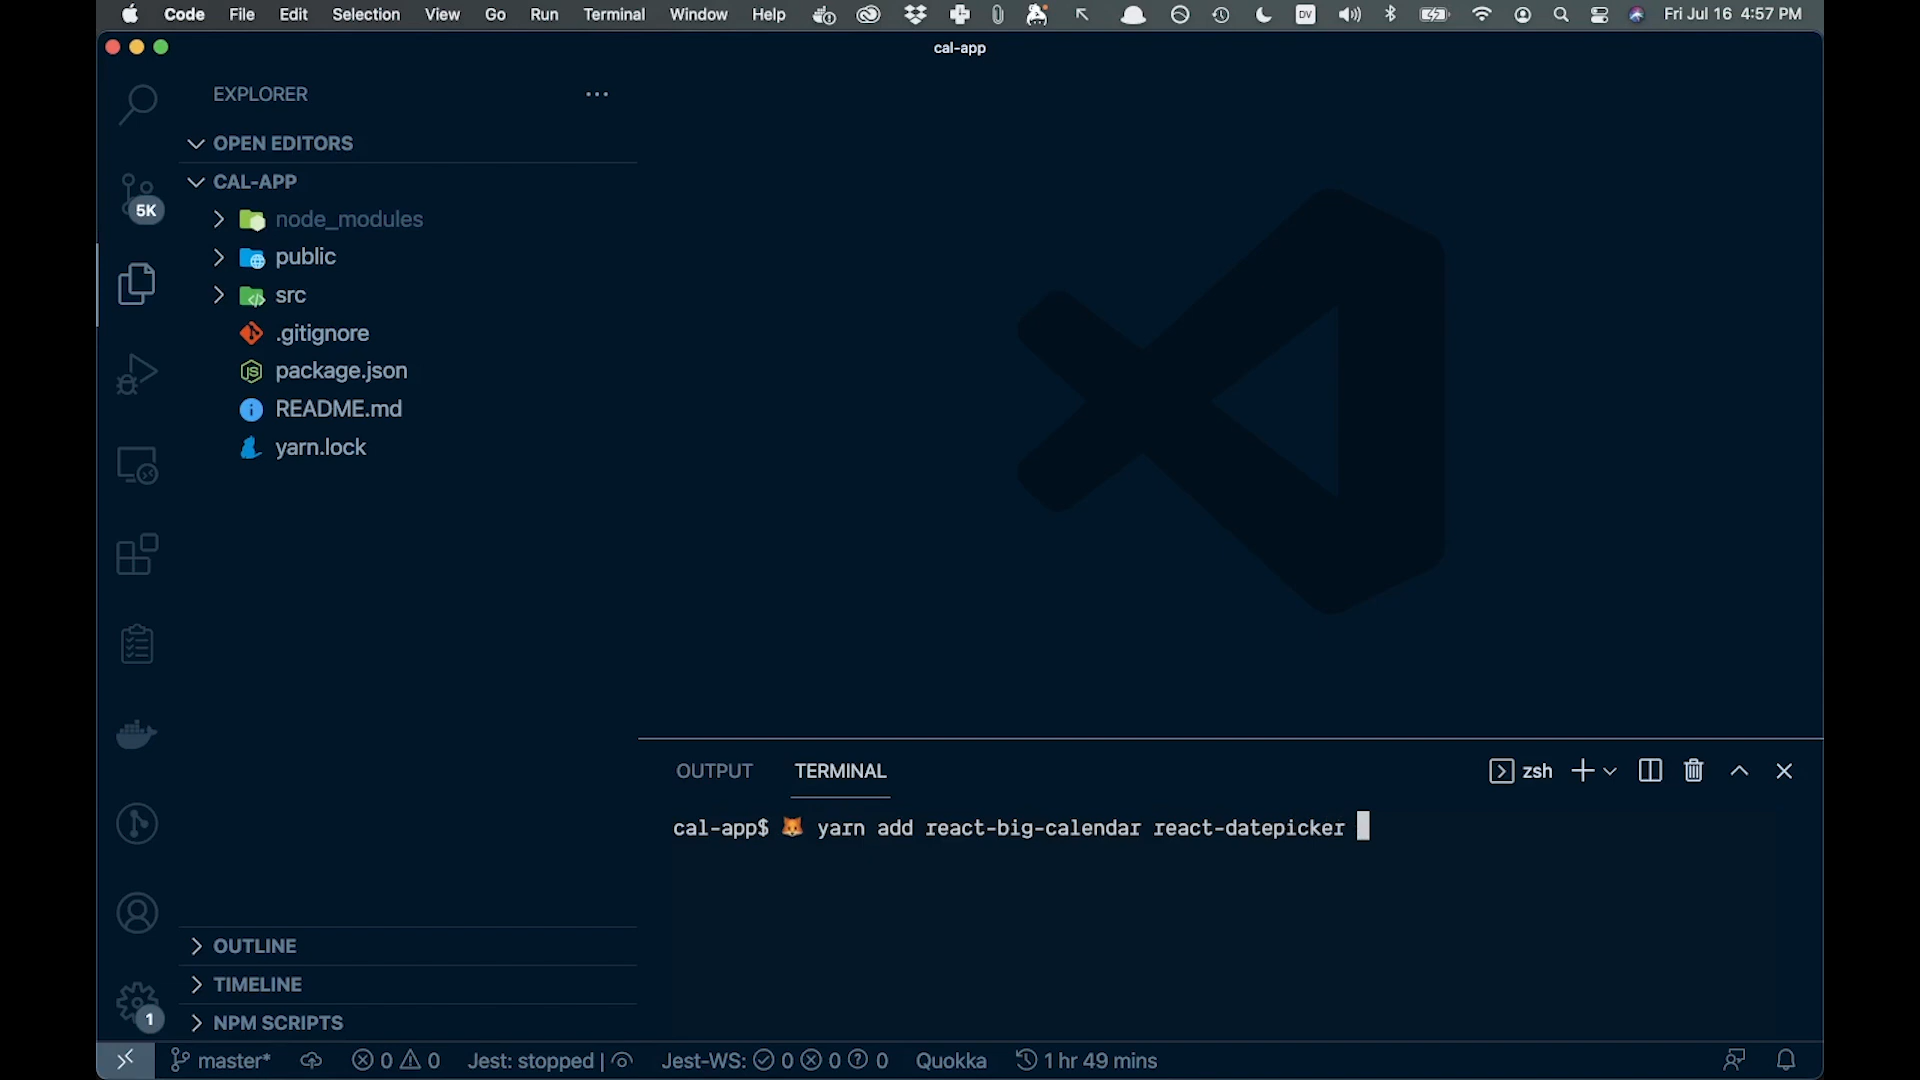 Code File Edit Selection View Go Run Terminal Window Help DV Fri Jul 16 4:57 PM
cal-app
EXPLORER
OPEN EDITORS
CAL-APP
5K
node_modules
public
src
.gitignore
package.json
README.md
yarn.lock
OUTPUT TERMINAL zsh
cal-app$ 🦊 yarn add react-big-calendar react-datepicker
OUTLINE
TIMELINE
1
NPM SCRIPTS
master* 0 0 Jest: stopped | Jest-WS: 0 0 0 Quokka 1 hr 49 mins